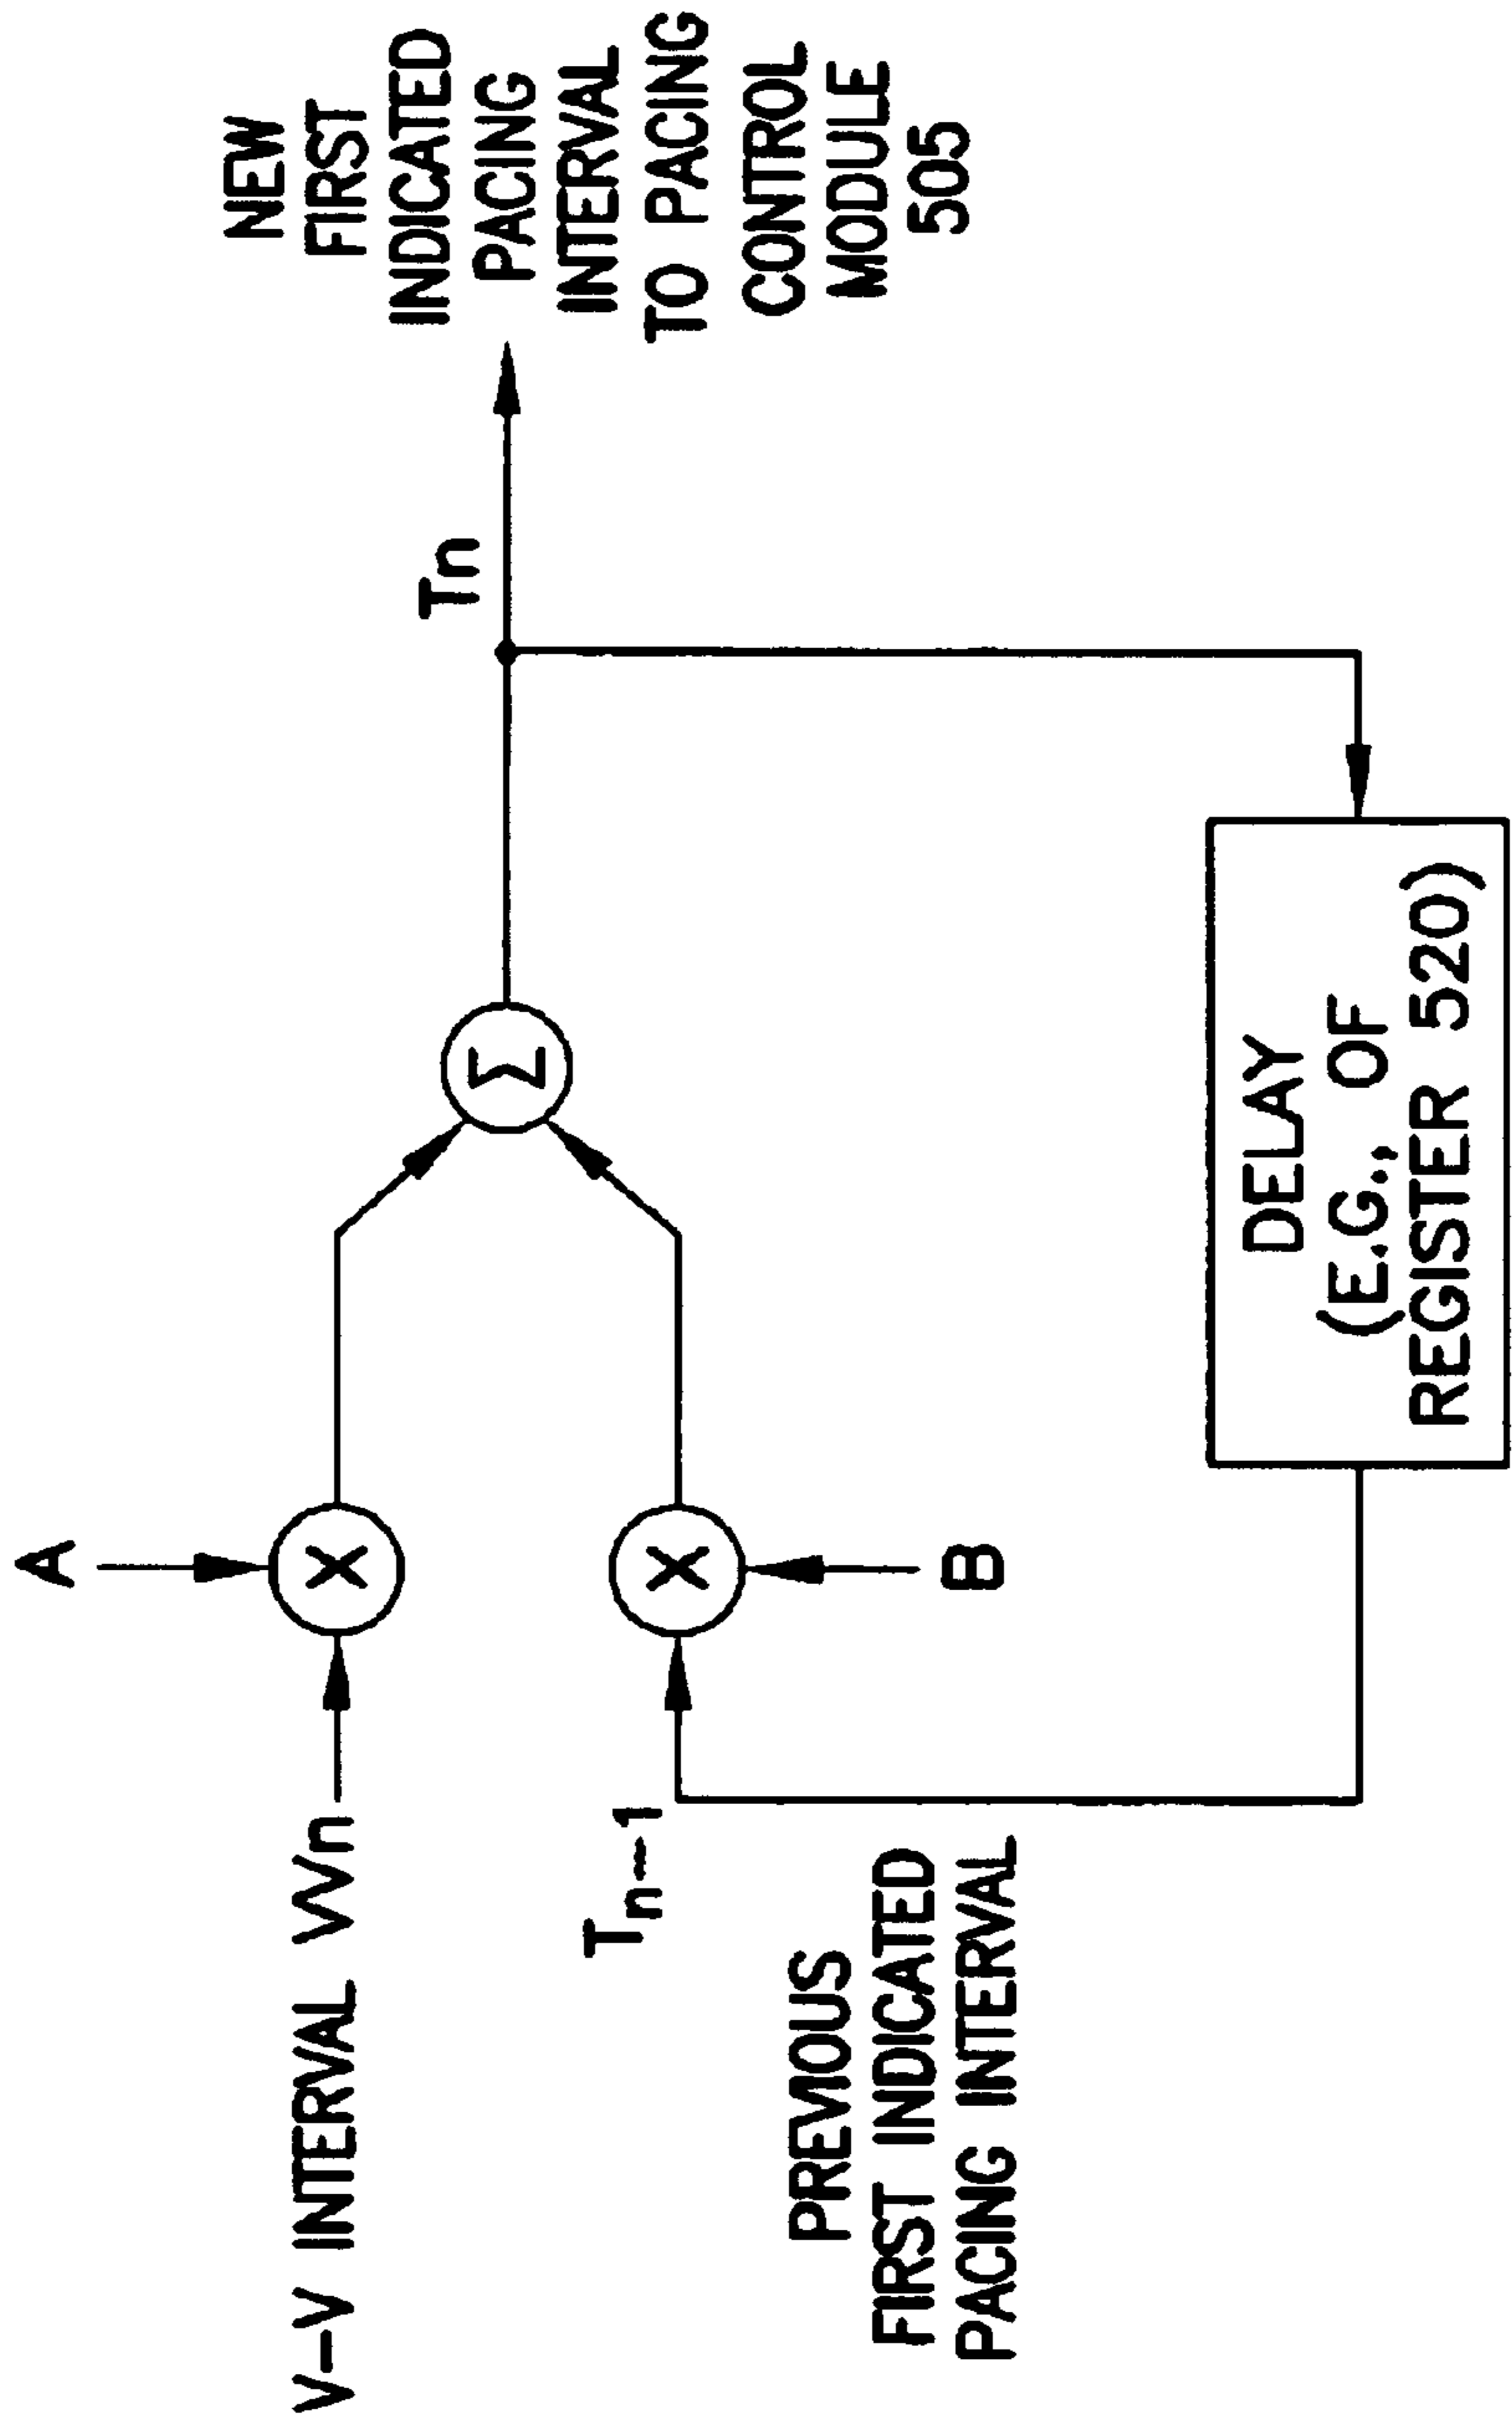 A
V-V INTERVAL VVn
X
Tn-1
X
B
PREVIOUS
FIRST INDICATED
PACING INTERVAL
Σ
Tn
NEW
FIRST
INDICATED
PACING
INTERVAL
TO PACING
CONTROL
MODULE
505
DELAY
(E.G., OF
REGISTER 520)